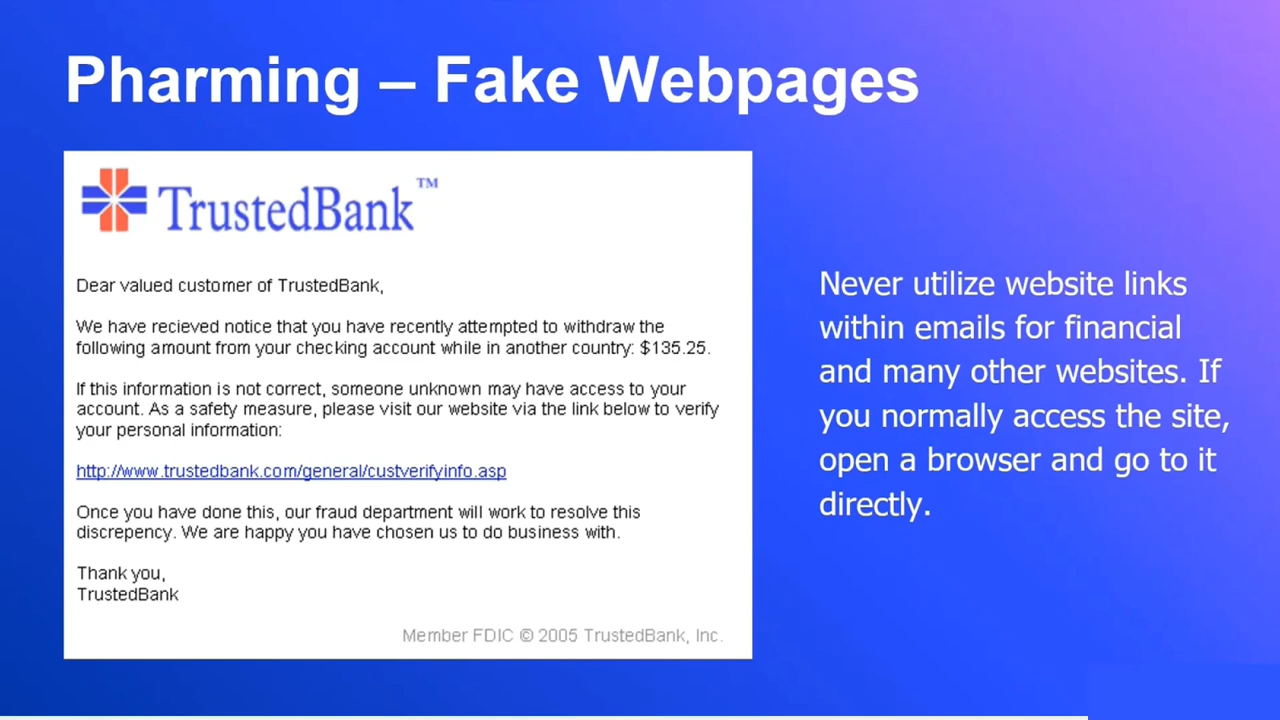 Pharming – Fake Webpages
TrustedBank™
Dear valued customer of TrustedBank,
We have recieved notice that you have recently attempted to withdraw the
following amount from your checking account while in another country: $135.25.
If this information is not correct, someone unknown may have access to your
account. As a safety measure, please visit our website via the link below to verify
your personal information:
http://www.trustedbank.com/general/custverifyinfo.asp
Once you have done this, our fraud department will work to resolve this
discrepency. We are happy you have chosen us to do business with.
Thank you,
TrustedBank
Member FDIC © 2005 TrustedBank, Inc.
Never utilize website links
within emails for financial
and many other websites. If
you normally access the site,
open a browser and go to it
directly.